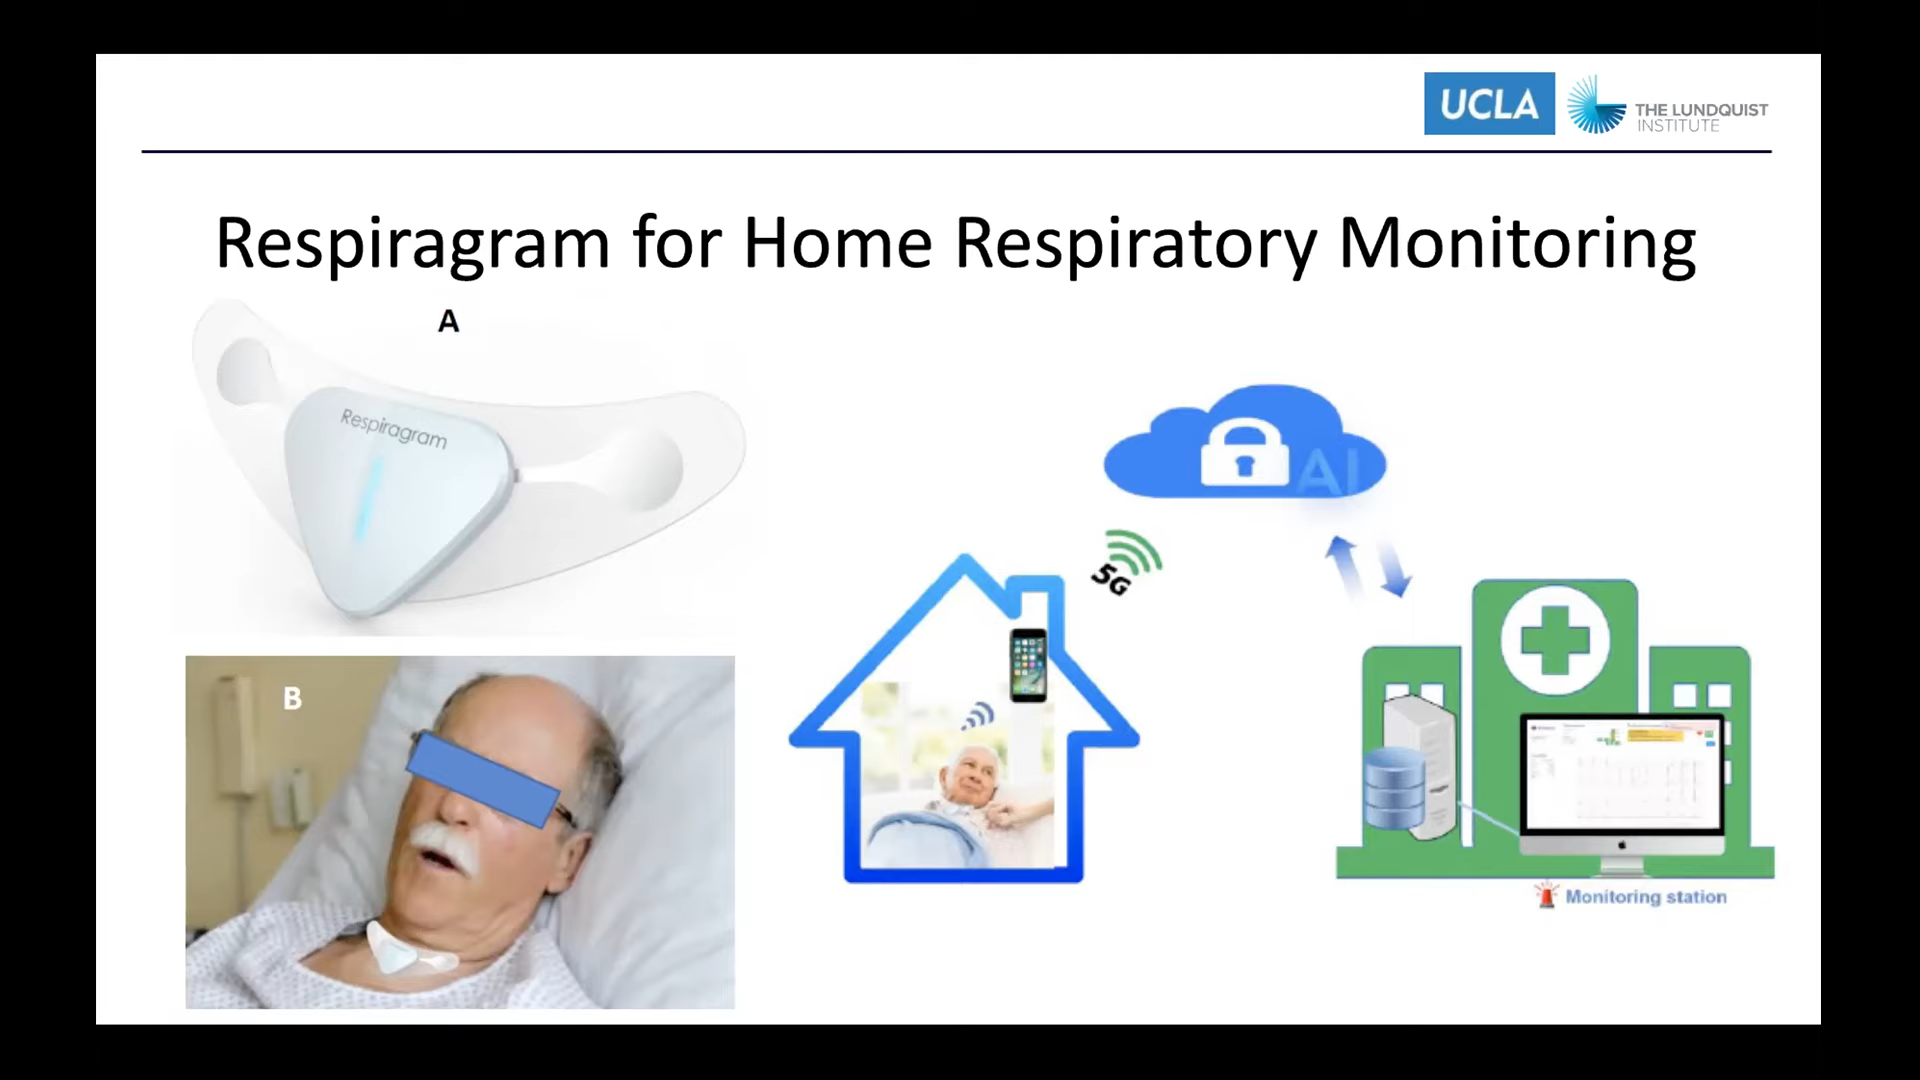 UCLA
THE LUNDQUIST
INSTITUTE
Respiragram for Home Respiratory Monitoring
A
Respiragram
AI
5G
B
Monitoring station